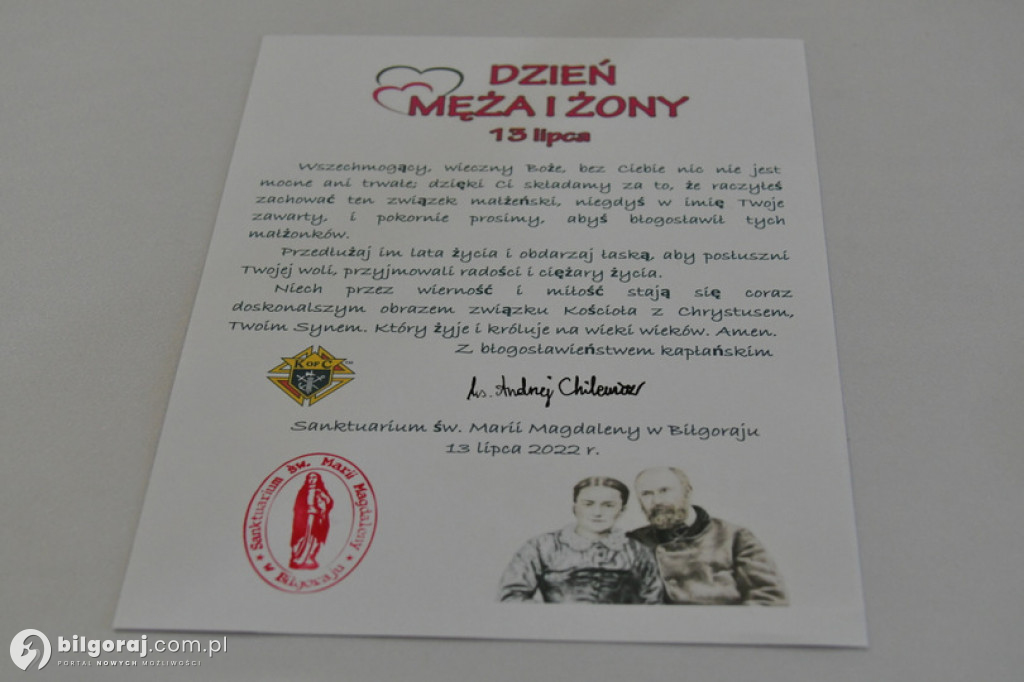 DZIEŃ
MĘŻA I ŻONY
13 lipca
Wszechmogący, wieczny Boże, bez Ciebie nic nie jest
mocne ani trwałe; dzięki Ci składamy za to, że raczyłeś
zachować ten związek małżeński, niegdyś w imię Twoje
zawarty, i pokornie prosimy, abyś błogosławił tych
małżonków.
Przedłużaj im lata życia i obdarzaj łaską, aby posłuszni
Twojej woli, przyjmowali radości i ciężary życia.
Niech przez wierność i miłość stają się coraz
doskonalszym obrazem związku Kościoła z Chrystusem,
Twoim Synem. Który żyje i króluje na wieki wieków. Amen.
Z błogosławieństwem kapłańskim
K OF C
ks. Andrzej
Sanktuarium św. Marii Magdaleny w Biłgoraju
13 lipca 2022 r.
Sanktuarium św. Marii Magdaleny
w Biłgoraju
bilgoraj.com.pl
PORTAL NOWYCH MOŻLIWOŚCI